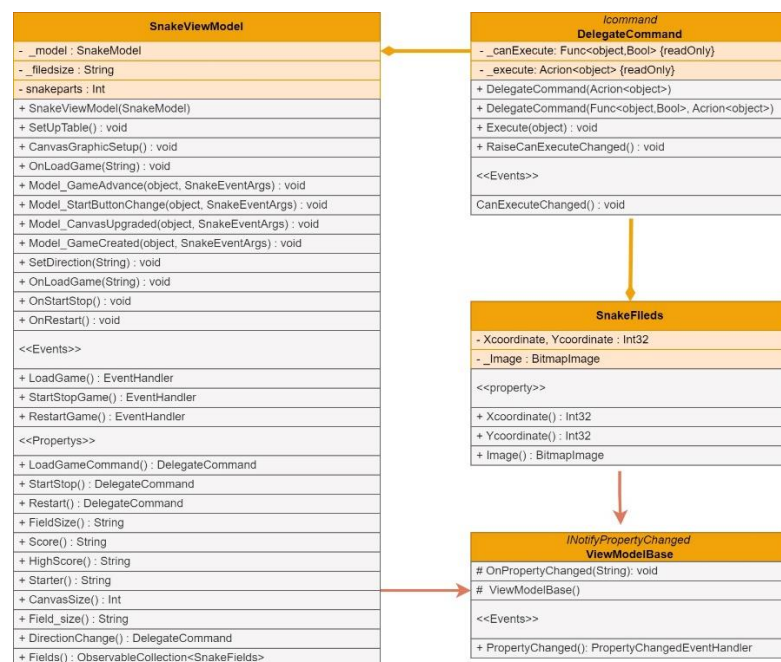 SnakeViewModel
- _model : SnakeModel
- _filedsize : String
- snakeparts : Int
+ SnakeViewModel(SnakeModel)
+ SetUpTable() : void
+ CanvasGraphicSetup() : void
+ OnLoadGame(String) : void
+ Model_GameAdvance(object, SnakeEventArgs) : void
+ Model_StartButtonChange(object, SnakeEventArgs) : void
+ Model_CanvasUpgraded(object, SnakeEventArgs) : void
+ Model_GameCreated(object, SnakeEventArgs) : void
+ SetDirection(String) : void
+ OnLoadGame(String) : void
+ OnStartStop() : void
+ OnRestart() : void
<<Events>>
+ LoadGame() : EventHandler
+ StartStopGame() : EventHandler
+ RestartGame() : EventHandler
<<Propertys>>
+ LoadGameCommand() : DelegateCommand
+ StartStop() : DelegateCommand
+ Restart() : DelegateCommand
+ FieldSize() : String
+ Score() : String
+ HighScore() : String
+ Starter() : String
+ CanvasSize() : Int
+ Field_size() : String
+ DirectionChange() : DelegateCommand
+ Fields() : ObservableCollection<SnakeFields>
Icommand
DelegateCommand
- _canExecute: Func<object,Bool> {readOnly}
- _execute: Acrion<object> {readOnly}
+ DelegateCommand(Acrion<object>)
+ DelegateCommand(Func<object,Bool>, Acrion<object>)
+ Execute(object) : void
+ RaiseCanExecuteChanged() : void
<<Events>>
CanExecuteChanged() : void
SnakeFIleds
- Xcoordinate, Ycoordinate : Int32
- _Image : BitmapImage
<<property>>
+ Xcoordinate() : Int32
+ Ycoordinate() : Int32
+ Image() : BitmapImage
INotifyPropertyChanged
ViewModelBase
# OnPropertyChanged(String): void
# ViewModelBase()
<<Events>>
+ PropertyChanged(): PropertyChangedEventHandler